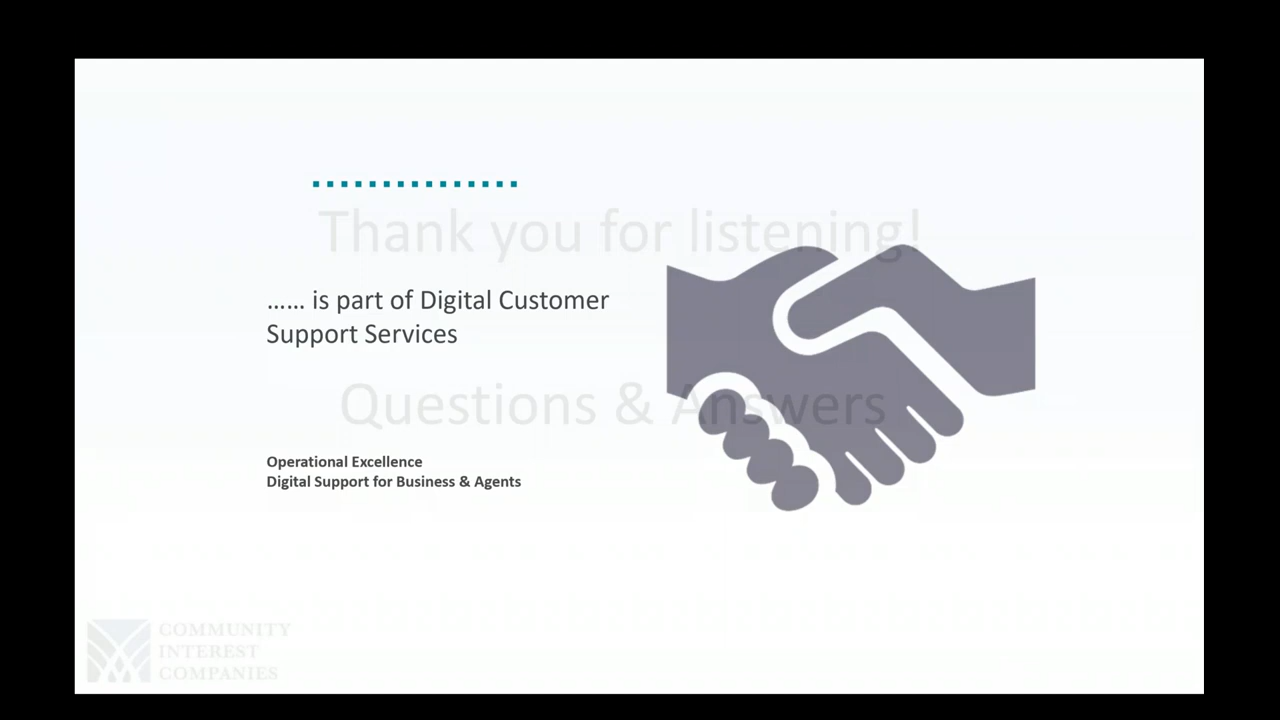 Thank you for listening!
…… is part of Digital Customer
Support Services
Questions & Answers
Operational Excellence
Digital Support for Business & Agents
COMMUNITY
INTEREST
COMPANIES